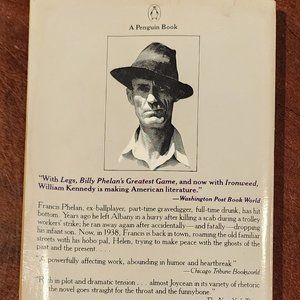 A Penguin Book
"With Legs, Billy Phelan's Greatest Game, and now with Ironweed,
William Kennedy is making American literature."
—Washington Post Book World
Francis Phelan, ex-ballplayer, part-time gravedigger, full-time drunk, has hit
bottom. Years ago he left Albany in a hurry after killing a scab during a trolley
workers' strike; he ran away again after accidentally—and fatally—dropping
his infant son. Now, in 1938, Francis is back in town, roaming the old familiar
streets with his hobo pal, Helen, trying to make peace with the ghosts of the
past and the present. . . .
"A powerfully affecting work, abounding in humor and heartbreak"
—Chicago Tribune Bookworld
"Rich in plot and dramatic tension . . . almost Joycean in its variety of rhetoric
. . . the novel goes straight for the throat and the funnybone."